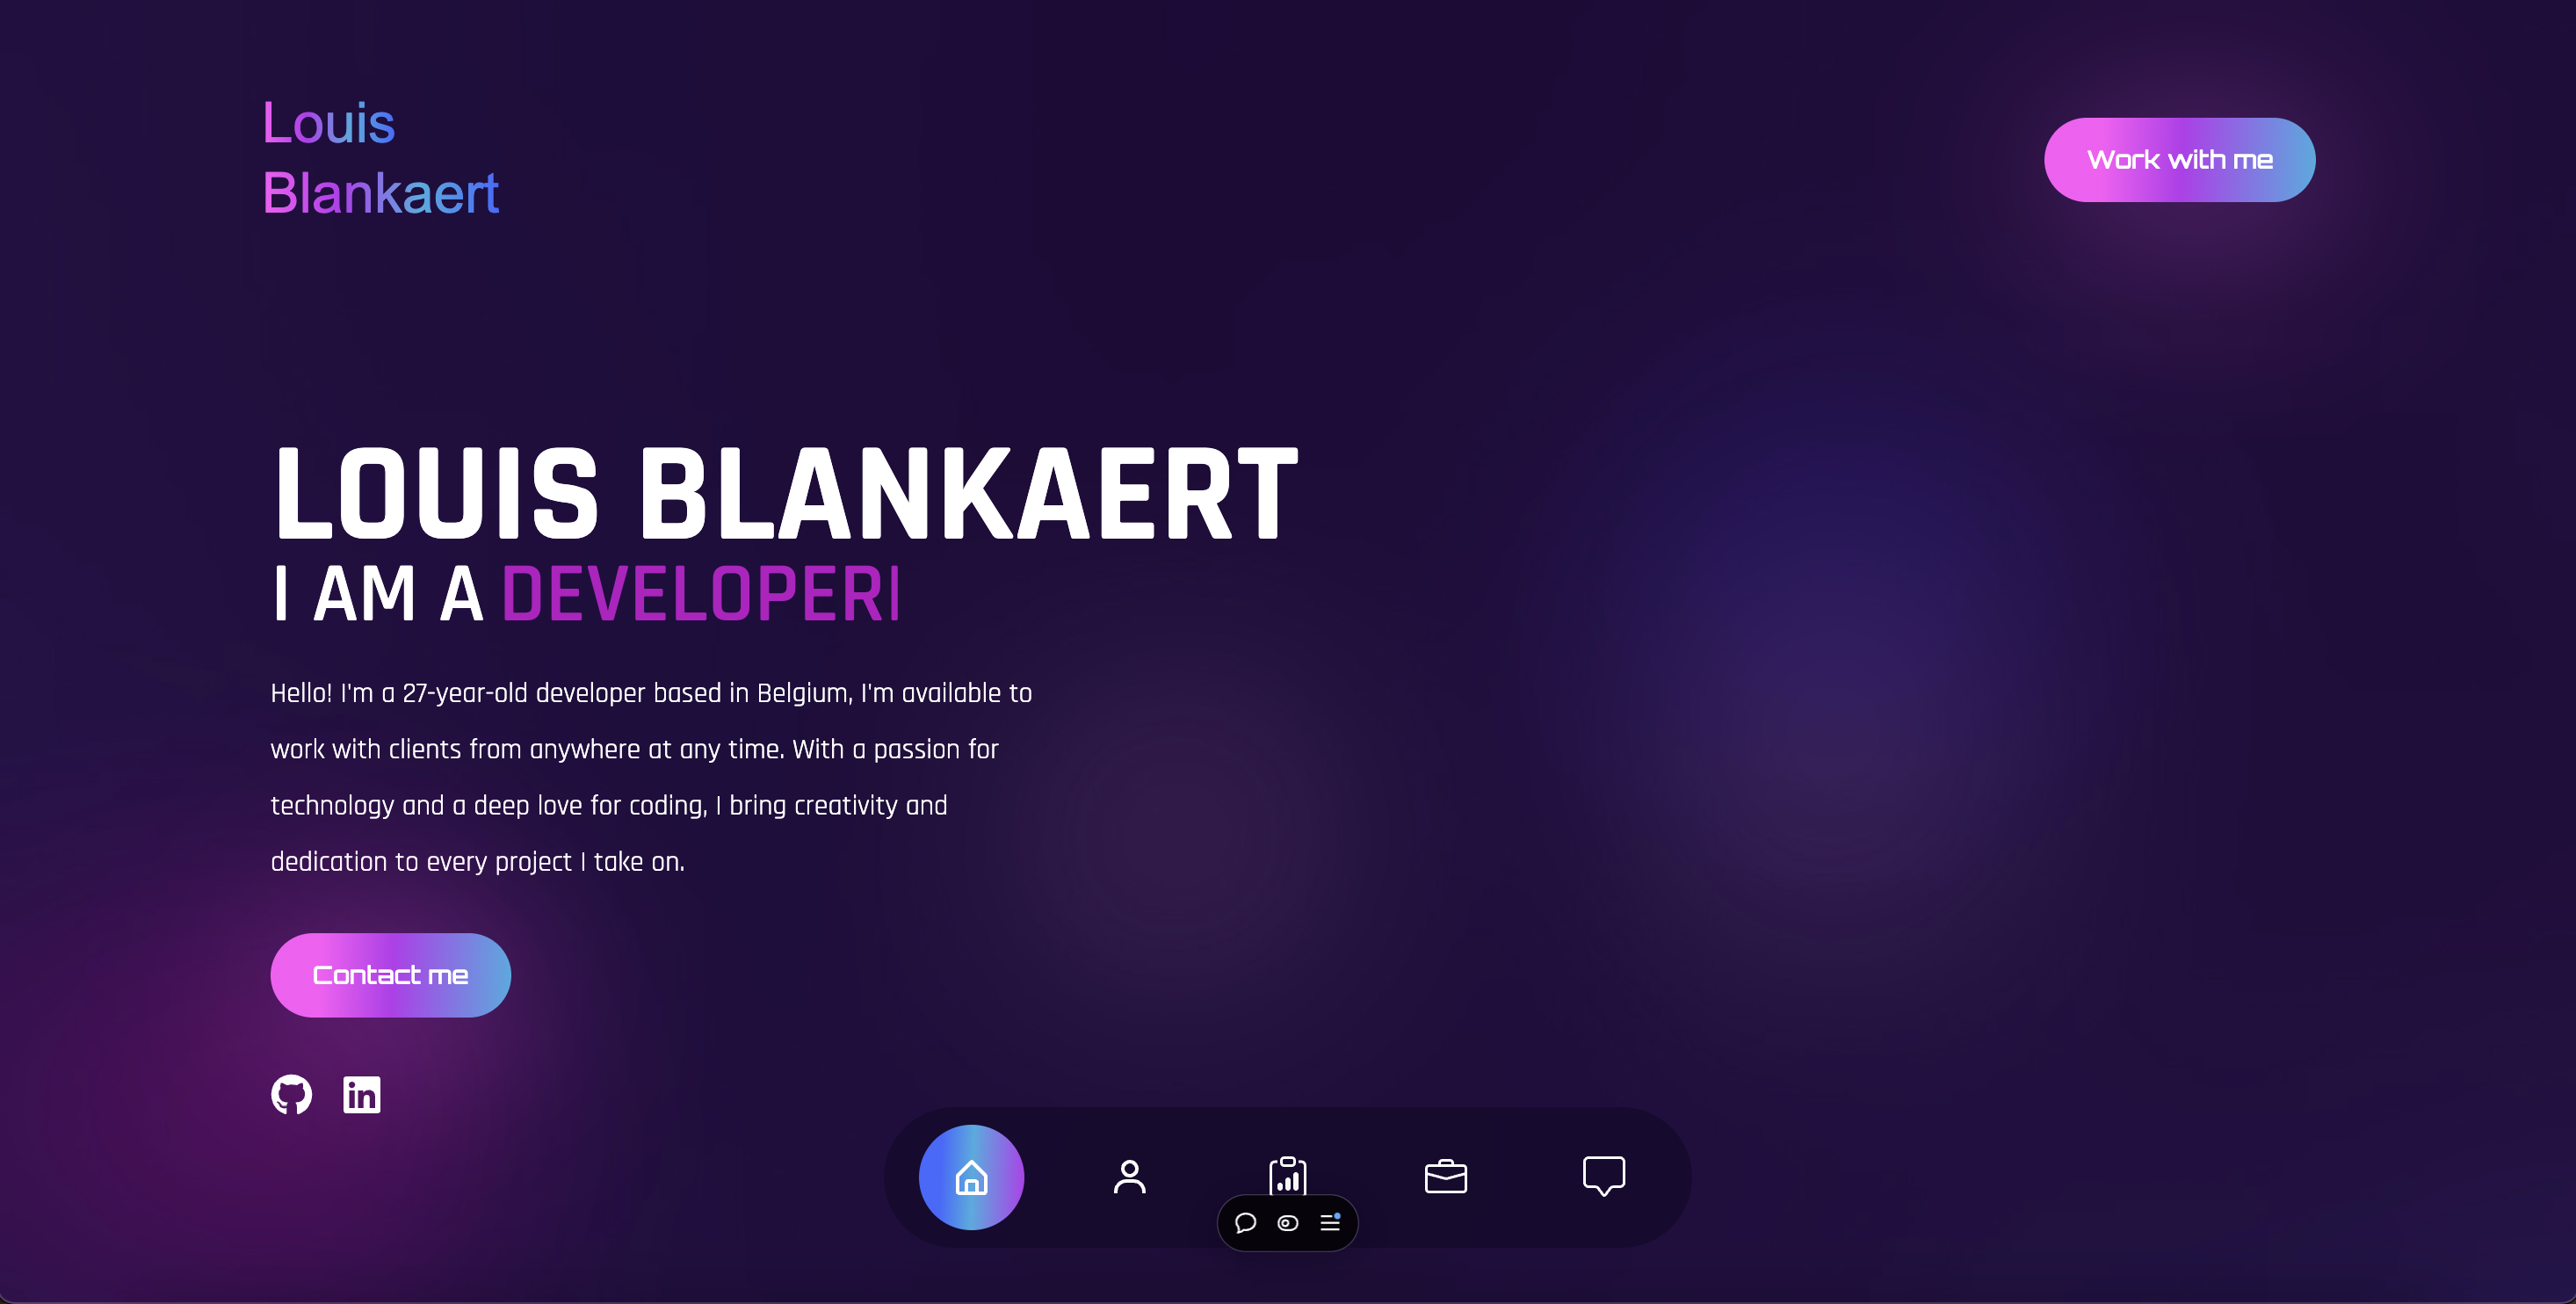 Louis
Blankaert
Work with me
LOUIS BLANKAERT
I AM A DEVELOPER
Hello! I'm a 27-year-old developer based in Belgium, I'm available to
work with clients from anywhere at any time. With a passion for
technology and a deep love for coding, I bring creativity and
dedication to every project I take on.
Contact me
in